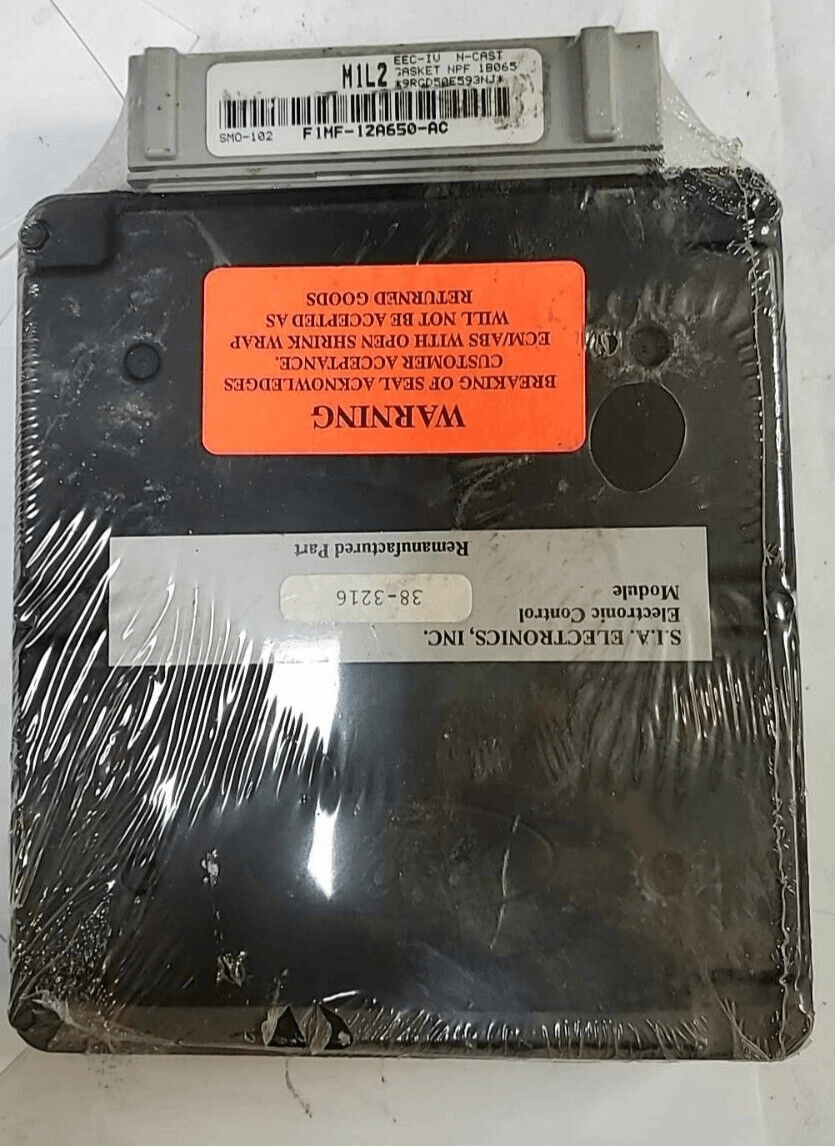 M1L2
EEC-IV N-CAST
GASKET NPF 1B065
*9RGD50E593NJ*
SMO-102 F1MF-12A650-AC
WARNING
BREAKING OF SEAL ACKNOWLEDGES
CUSTOMER ACCEPTANCE.
ECM/ABS WITH OPEN SHRINK WRAP
WILL NOT BE ACCEPTED AS
RETURNED GOODS
S.I.A. ELECTRONICS, INC.
Electronic Control
Module
38-3216
Remanufactured Part